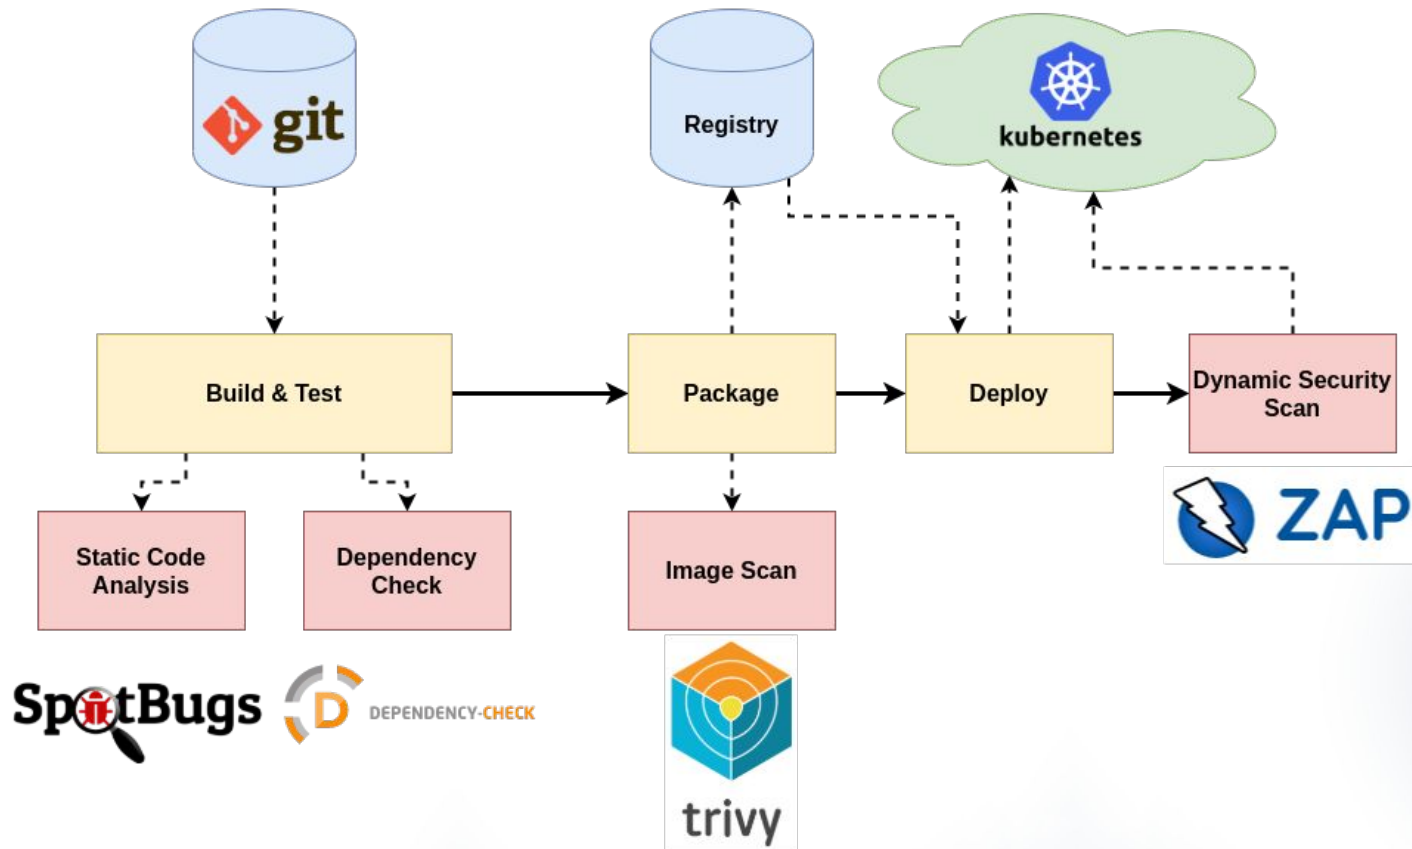 git
Registry
kubernetes
Build & Test
Package
Deploy
Dynamic Security
Scan
Static Code
Analysis
Dependency
Check
Image Scan
ZAP
SpotBugs
D
DEPENDENCY-CHECK
trivy